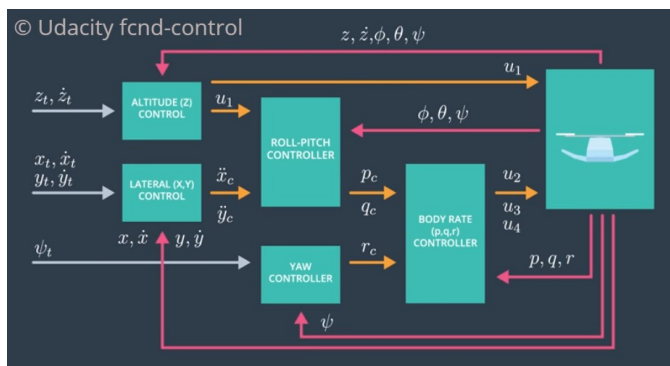 © Udacity fcnd-control
z, ż,ϕ, θ, ψ
u₁
z_t, ż_t
ALTITUDE (Z)
CONTROL
u₁
ROLL-PITCH
CONTROLLER
ϕ, θ, ψ
x_t, ẋ_t
y_t, ẏ_t
LATERAL (X,Y)
CONTROL
ẍ_c
ÿ_c
p_c
q_c
BODY RATE
(p,q,r)
CONTROLLER
u₂
u₃
u₄
x, ẋ
y, ẏ
ψ_t
YAW
CONTROLLER
r_c
p, q, r
ψ